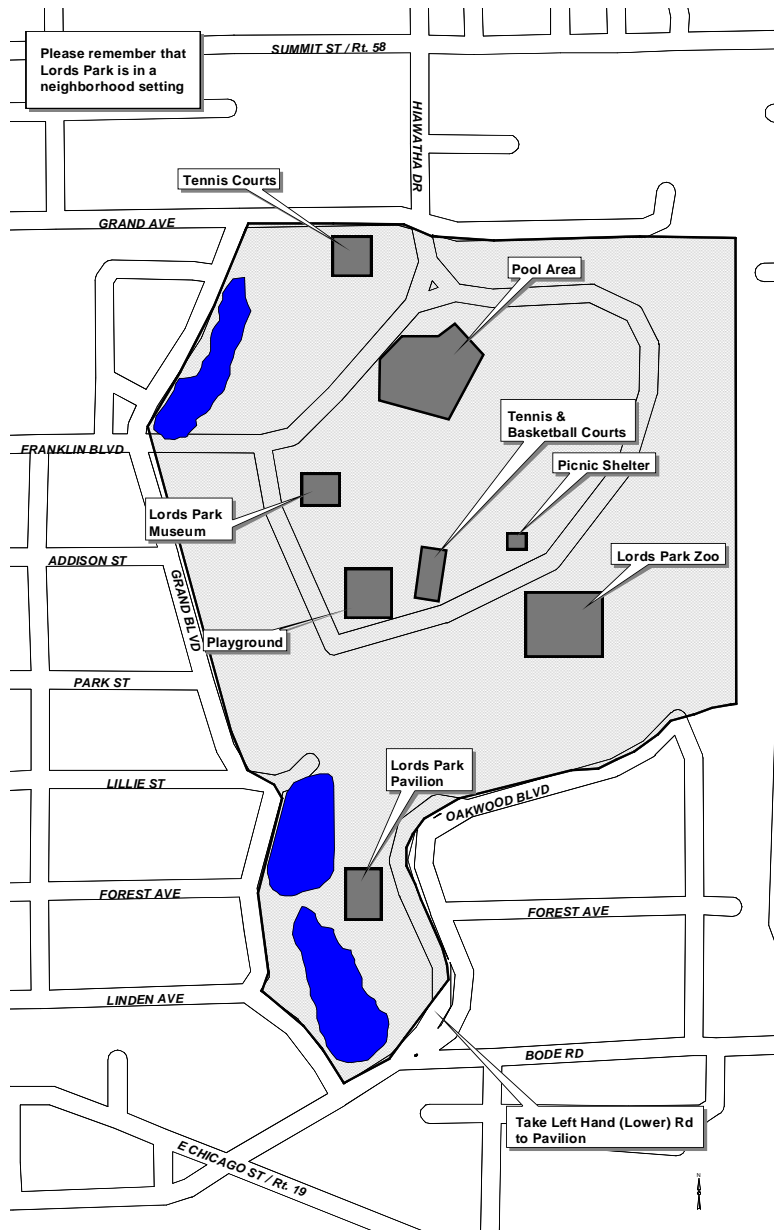 SUMMIT ST / Rt. 58
Please remember that
Lords Park is in a
neighborhood setting
HIAWATHA DR
Tennis Courts
GRAND AVE
Pool Area
Tennis &
Basketball Courts
FRANKLIN BLVD
Picnic Shelter
Lords Park
Museum
ADDISON ST
Lords Park Zoo
GRAND BLVD
Playground
PARK ST
Lords Park
Pavilion
LILLIE ST
OAKWOOD BLVD
FOREST AVE
FOREST AVE
LINDEN AVE
BODE RD
Take Left Hand (Lower) Rd
to Pavilion
E CHICAGO ST / Rt. 19
N